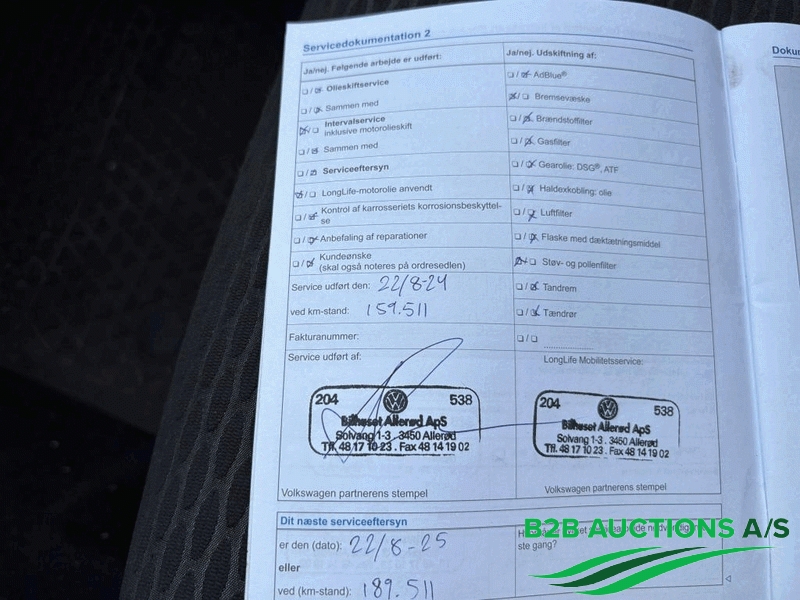 Servicedokumentation 2
Dokum
Ja/nej. Følgende arbejde er udført:
Ja/nej. Udskiftning af:
Olieskiftservice
Sammen med
Intervalservice
inklusive motorolieskift
Sammen med
Serviceeftersyn
LongLife-motorolie anvendt
Kontrol af karrosseriets korrosionsbeskyttel-
se
Anbefaling af reparationer
Kundeønske
(skal også noteres på ordresedlen)
AdBlue®
Bremsevæske
Brændstoffilter
Gasfilter
Gearolie: DSG®, ATF
Haldexkobling: olie
Luftfilter
Flaske med dæktætningsmiddel
Støv- og pollenfilter
Tandrem
Tændrør
Service udført den: 22/8-24
ved km-stand: 159.511
Fakturanummer:
Service udført af:
LongLife Mobilitetsservice:
204 538
Bilhuset Allerød ApS
Solvang 1-3 . 3450 Allerød
Tlf. 48 17 10 23 . Fax 48 14 19 02
Volkswagen partnerens stempel
204 538
Bilhuset Allerød ApS
Solvang 1-3 . 3450 Allerød
Tlf. 48 17 10 23 . Fax 48 14 19 02
Volkswagen partnerens stempel
Dit næste serviceeftersyn
er den (dato): 22/8-25
eller
ved (km-stand): 189.511
ste gang?
B2B AUCTIONS A/S